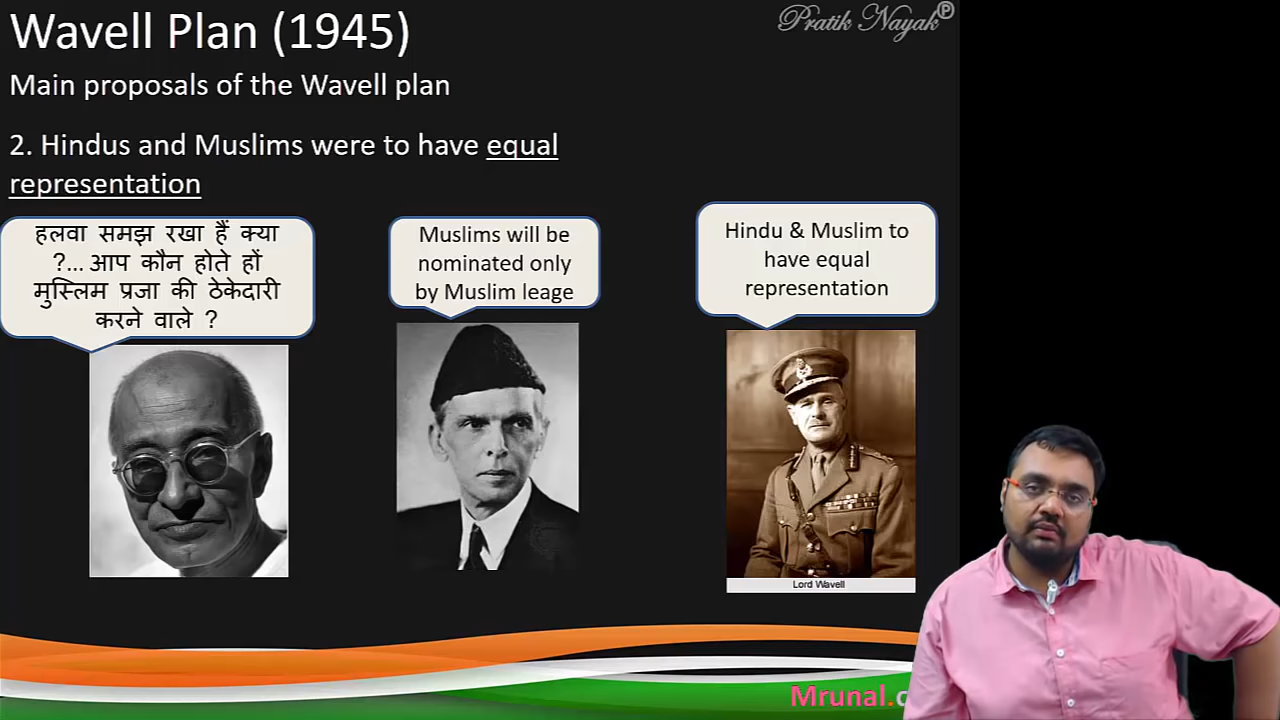 Wavell Plan (1945)
Pratik Nayak℗
Main proposals of the Wavell plan
2. Hindus and Muslims were to have equal
representation
हलवा समझ रखा हैं क्या
?... आप कौन होते हों
मुस्लिम प्रजा की ठेकेदारी
करने वाले ?
Muslims will be
nominated only
by Muslim leage
Hindu & Muslim to
have equal
representation
Lord Wavell
Mrunal.c